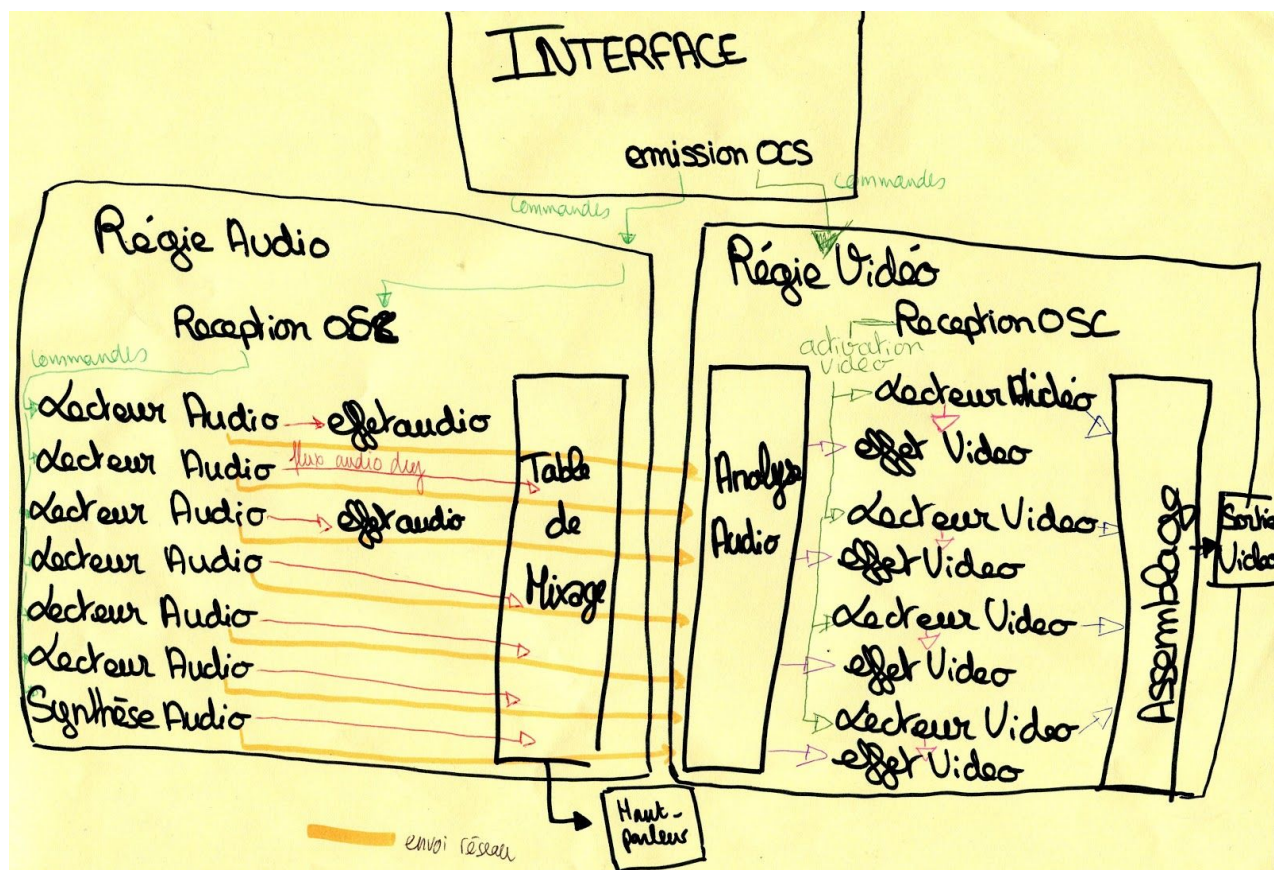 INTERFACE
emission OCS
commandes
commandes
Régie Audio
Reception OSC
commandes
Lecteur Audio
effet audio
Lecteur Audio
flux audio
Lecteur Audio
effet audio
Lecteur Audio
Lecteur Audio
Lecteur Audio
Synthèse Audio
Table
de
Mixage
Haut-
parleur
envoi réseau
Régie Vidéo
Reception OSC
activation
video
Analyse
Audio
Lecteur Vidéo
effet Video
Lecteur Video
effet Video
Lecteur Video
effet Video
Lecteur Video
effet Video
Assemblage
Sortie
Video